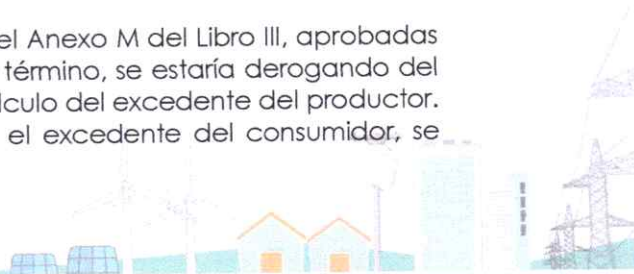 el Anexo M del Libro III, aprobadas
término, se estaría derogando del
lculo del excedente del productor.
el excedente del consumidor, se